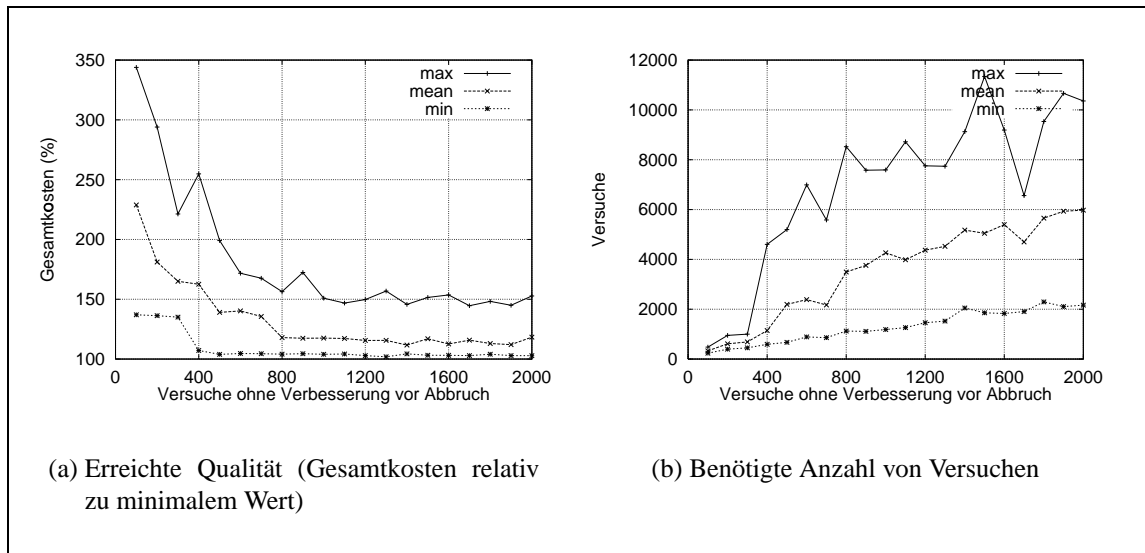 350
300
250
200
150
100
0
400
800
1200
1600
2000
Gesamtkosten (%)
Versuche ohne Verbesserung vor Abbruch
max
mean
min
12000
10000
8000
6000
4000
2000
0
0
400
800
1200
1600
2000
Versuche
Versuche ohne Verbesserung vor Abbruch
max
mean
min
(a) Erreichte Qualität (Gesamtkosten relativ
zu minimalem Wert)
(b) Benötigte Anzahl von Versuchen